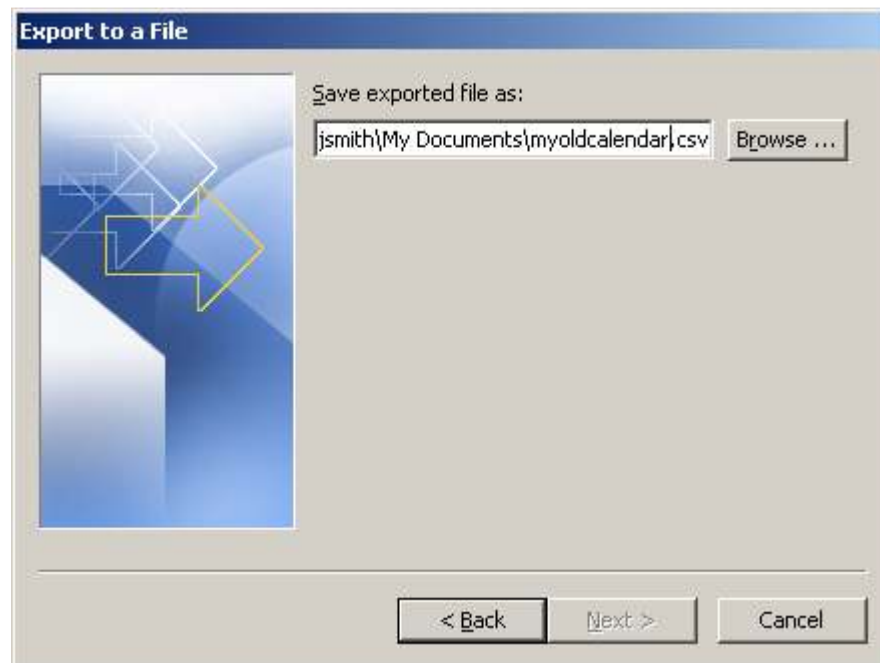 Export to a File
Save exported file as:
jsmith\My Documents\myoldcalendar.csv
Browse ...
< Back
Next >
Cancel